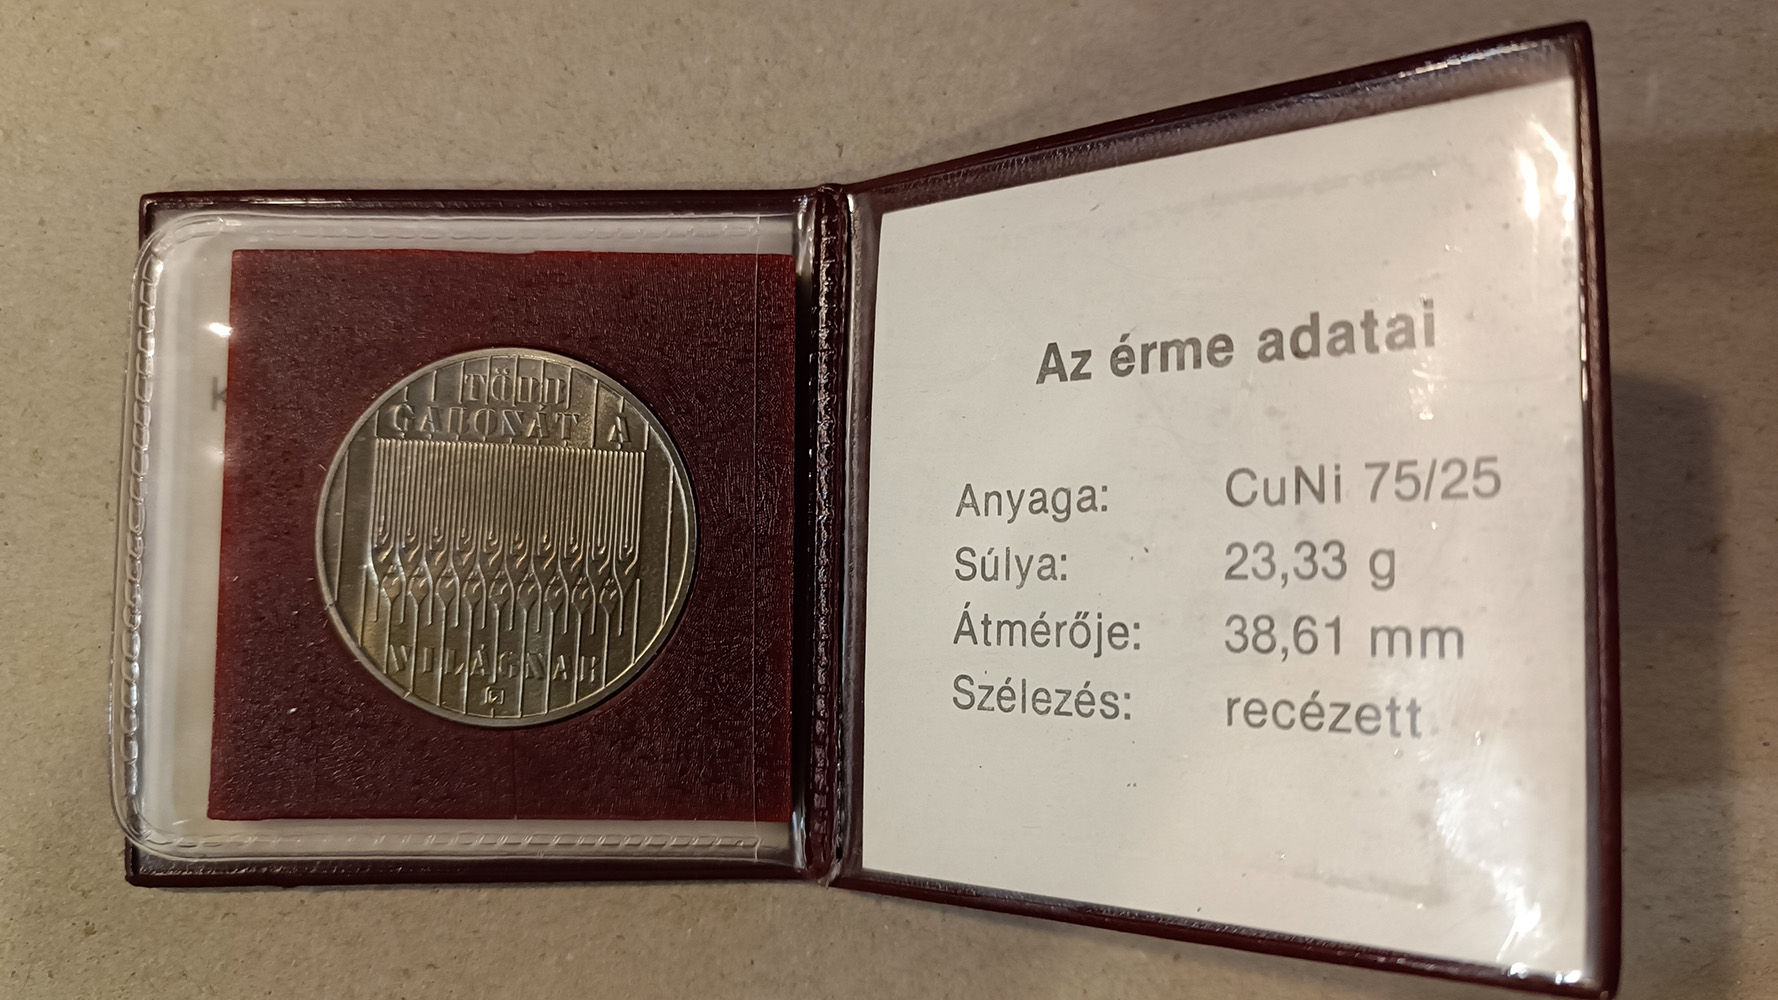 TÖBB
GABONÁT A
VILÁGNAK
Az érme adatai
Anyaga: CuNi 75/25
Súlya: 23,33 g
Átmérője: 38,61 mm
Szélezés: recézett